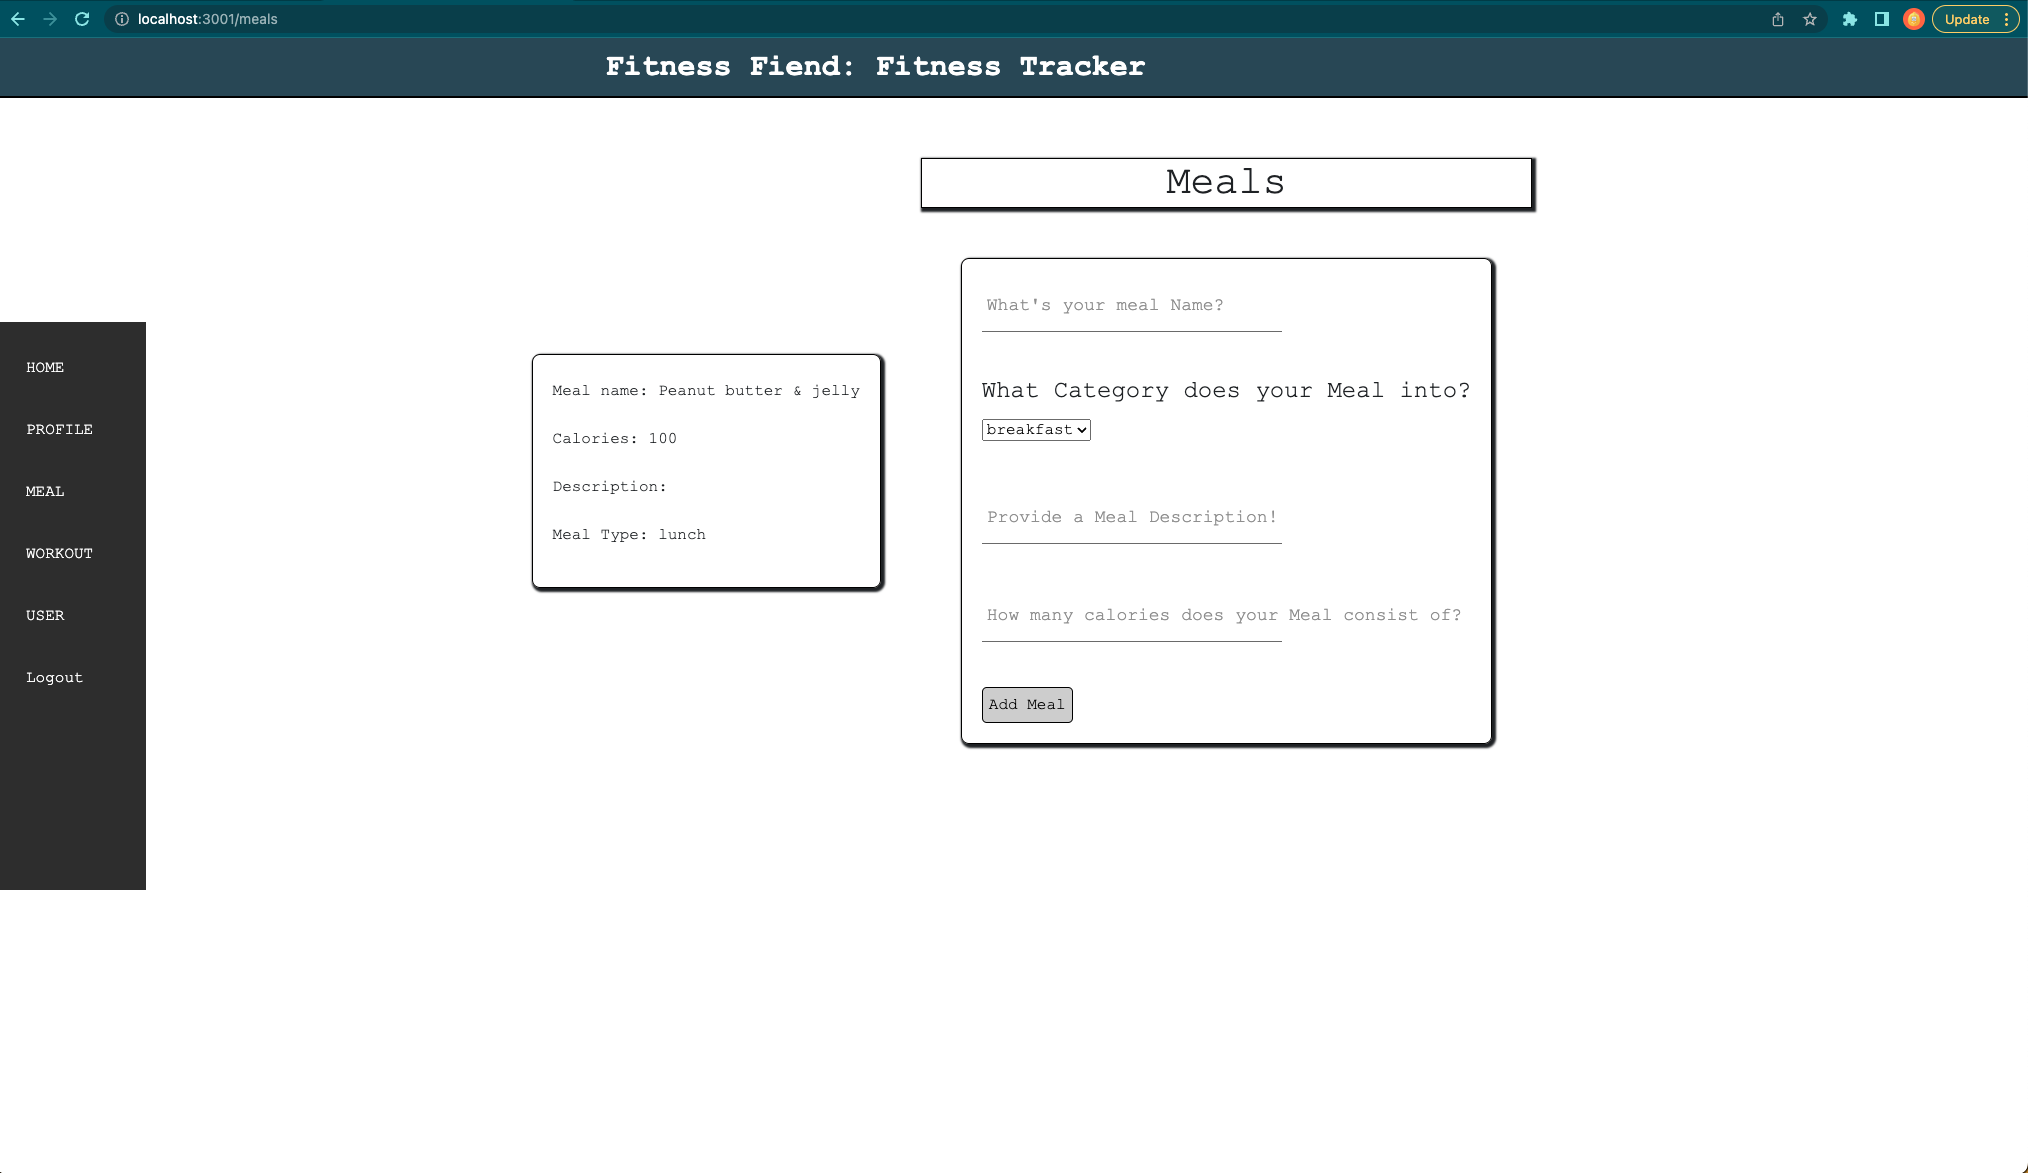 localhost:3001/meals
Update
Fitness Fiend: Fitness Tracker
Meals
HOME
PROFILE
MEAL
WORKOUT
USER
Logout
Meal name: Peanut butter & jelly
Calories: 100
Description:
Meal Type: lunch
What's your meal Name?
What Category does your Meal into?
breakfast
Provide a Meal Description!
How many calories does your Meal consist of?
Add Meal